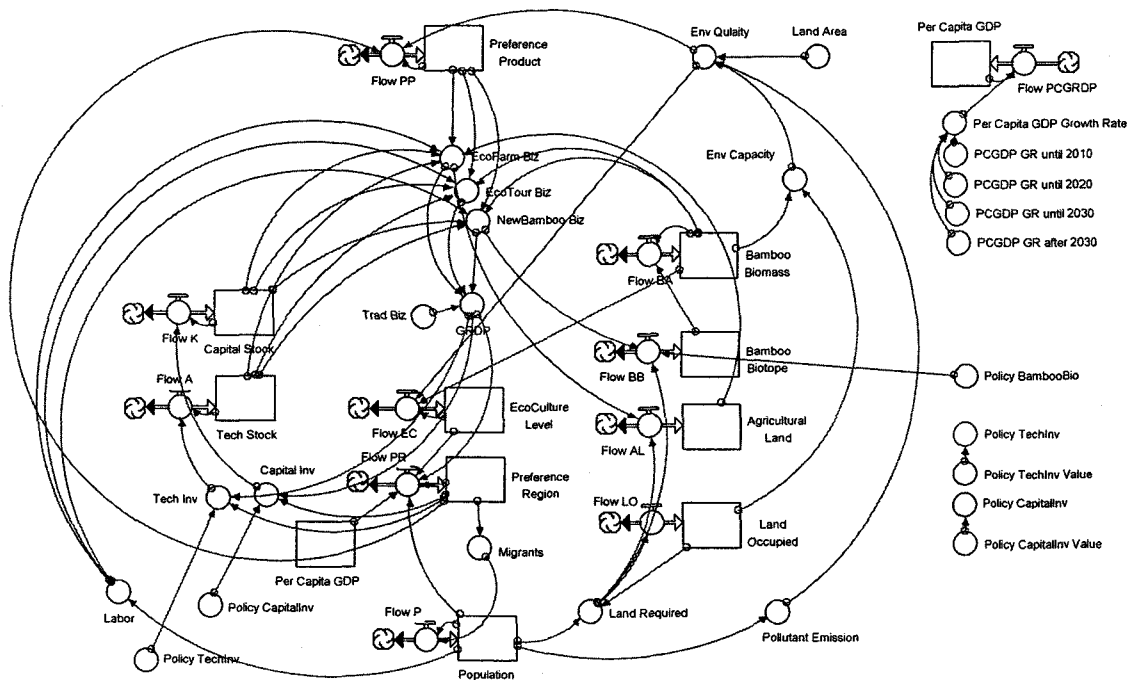 Preference
Product
Flow PP
Env Qulaity
Land Area
Per Capita GDP
Flow PCGRDP
Per Capita GDP Growth Rate
PCGDP GR until 2010
PCGDP GR until 2020
PCGDP GR until 2030
PCGDP GR after 2030
EcoFarm Biz
EcoTour Biz
NewBamboo Biz
Env Capacity
Bamboo
Biomass
Flow BA
Trad Biz
GRDP
Flow K
Capital Stock
Flow A
Tech Stock
Bamboo
Biotope
Flow BB
Policy BambooBio
EcoCulture
Level
Flow EC
Agricultural
Land
Flow AL
Flow PR
Preference
Region
Capital Inv
Tech Inv
Policy TechInv
Policy TechInv Value
Policy CapitalInv
Policy CapitalInv Value
Flow LO
Land
Occupied
Migrants
Per Capita GDP
Labor
Policy CapitalInv
Policy TechInv
Flow P
Population
Land Required
Pollutant Emission